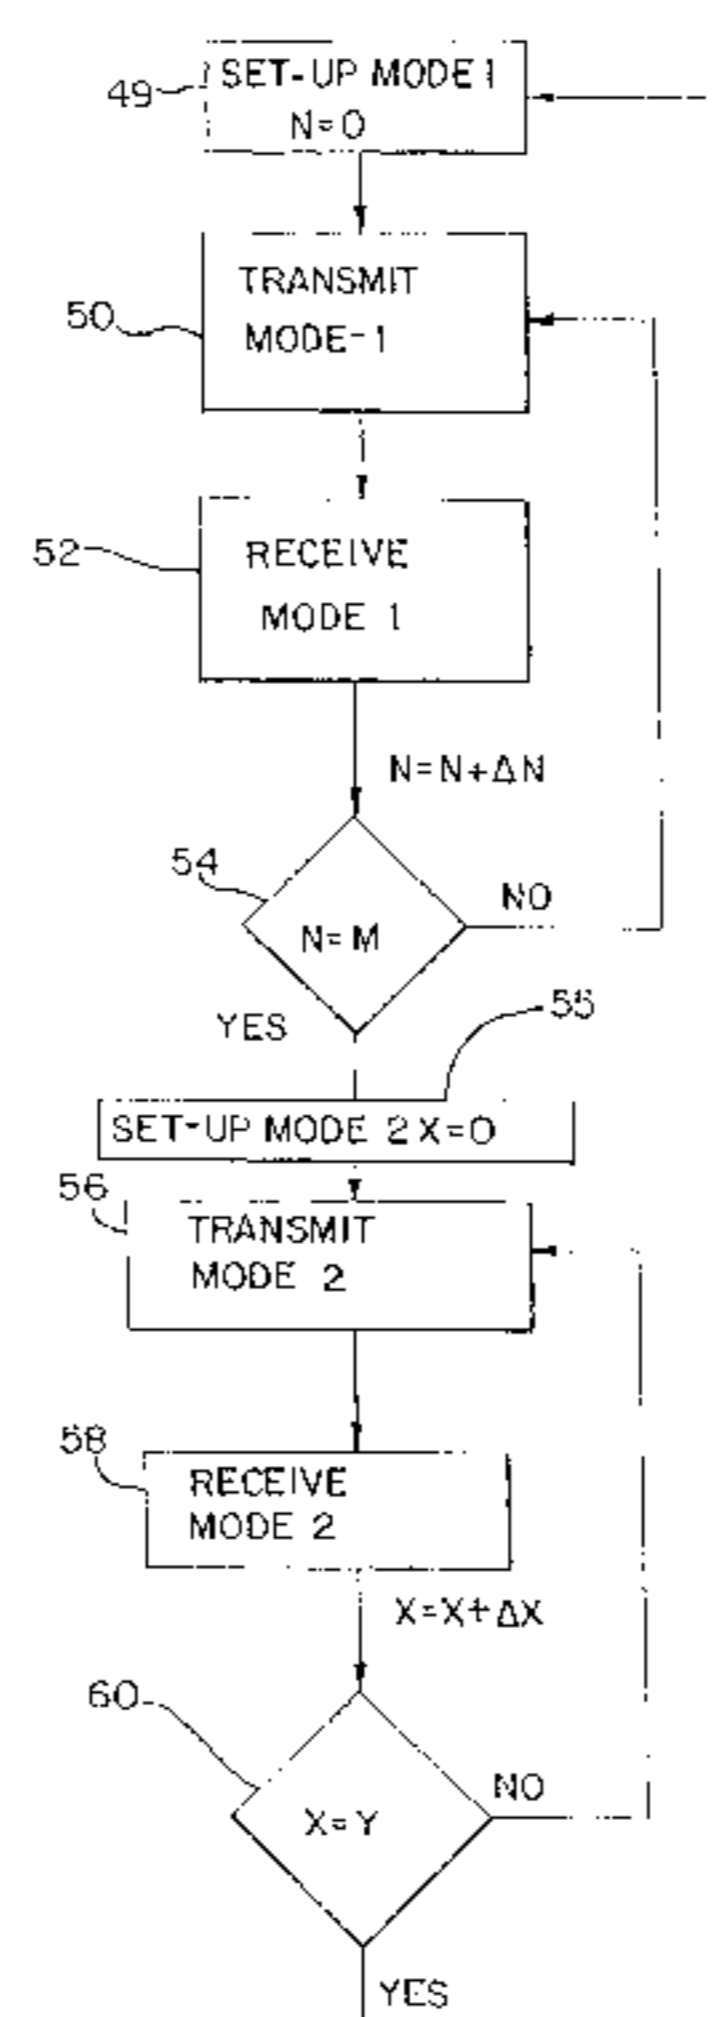 49
SET-UP MODE 1
N=0
50
TRANSMIT
MODE-1
52
RECEIVE
MODE 1
N=N+ΔN
54
N=M
NO
YES
55
SET-UP MODE 2 X=0
56
TRANSMIT
MODE 2
58
RECEIVE
MODE 2
X=X+ΔX
60
X=Y
NO
YES